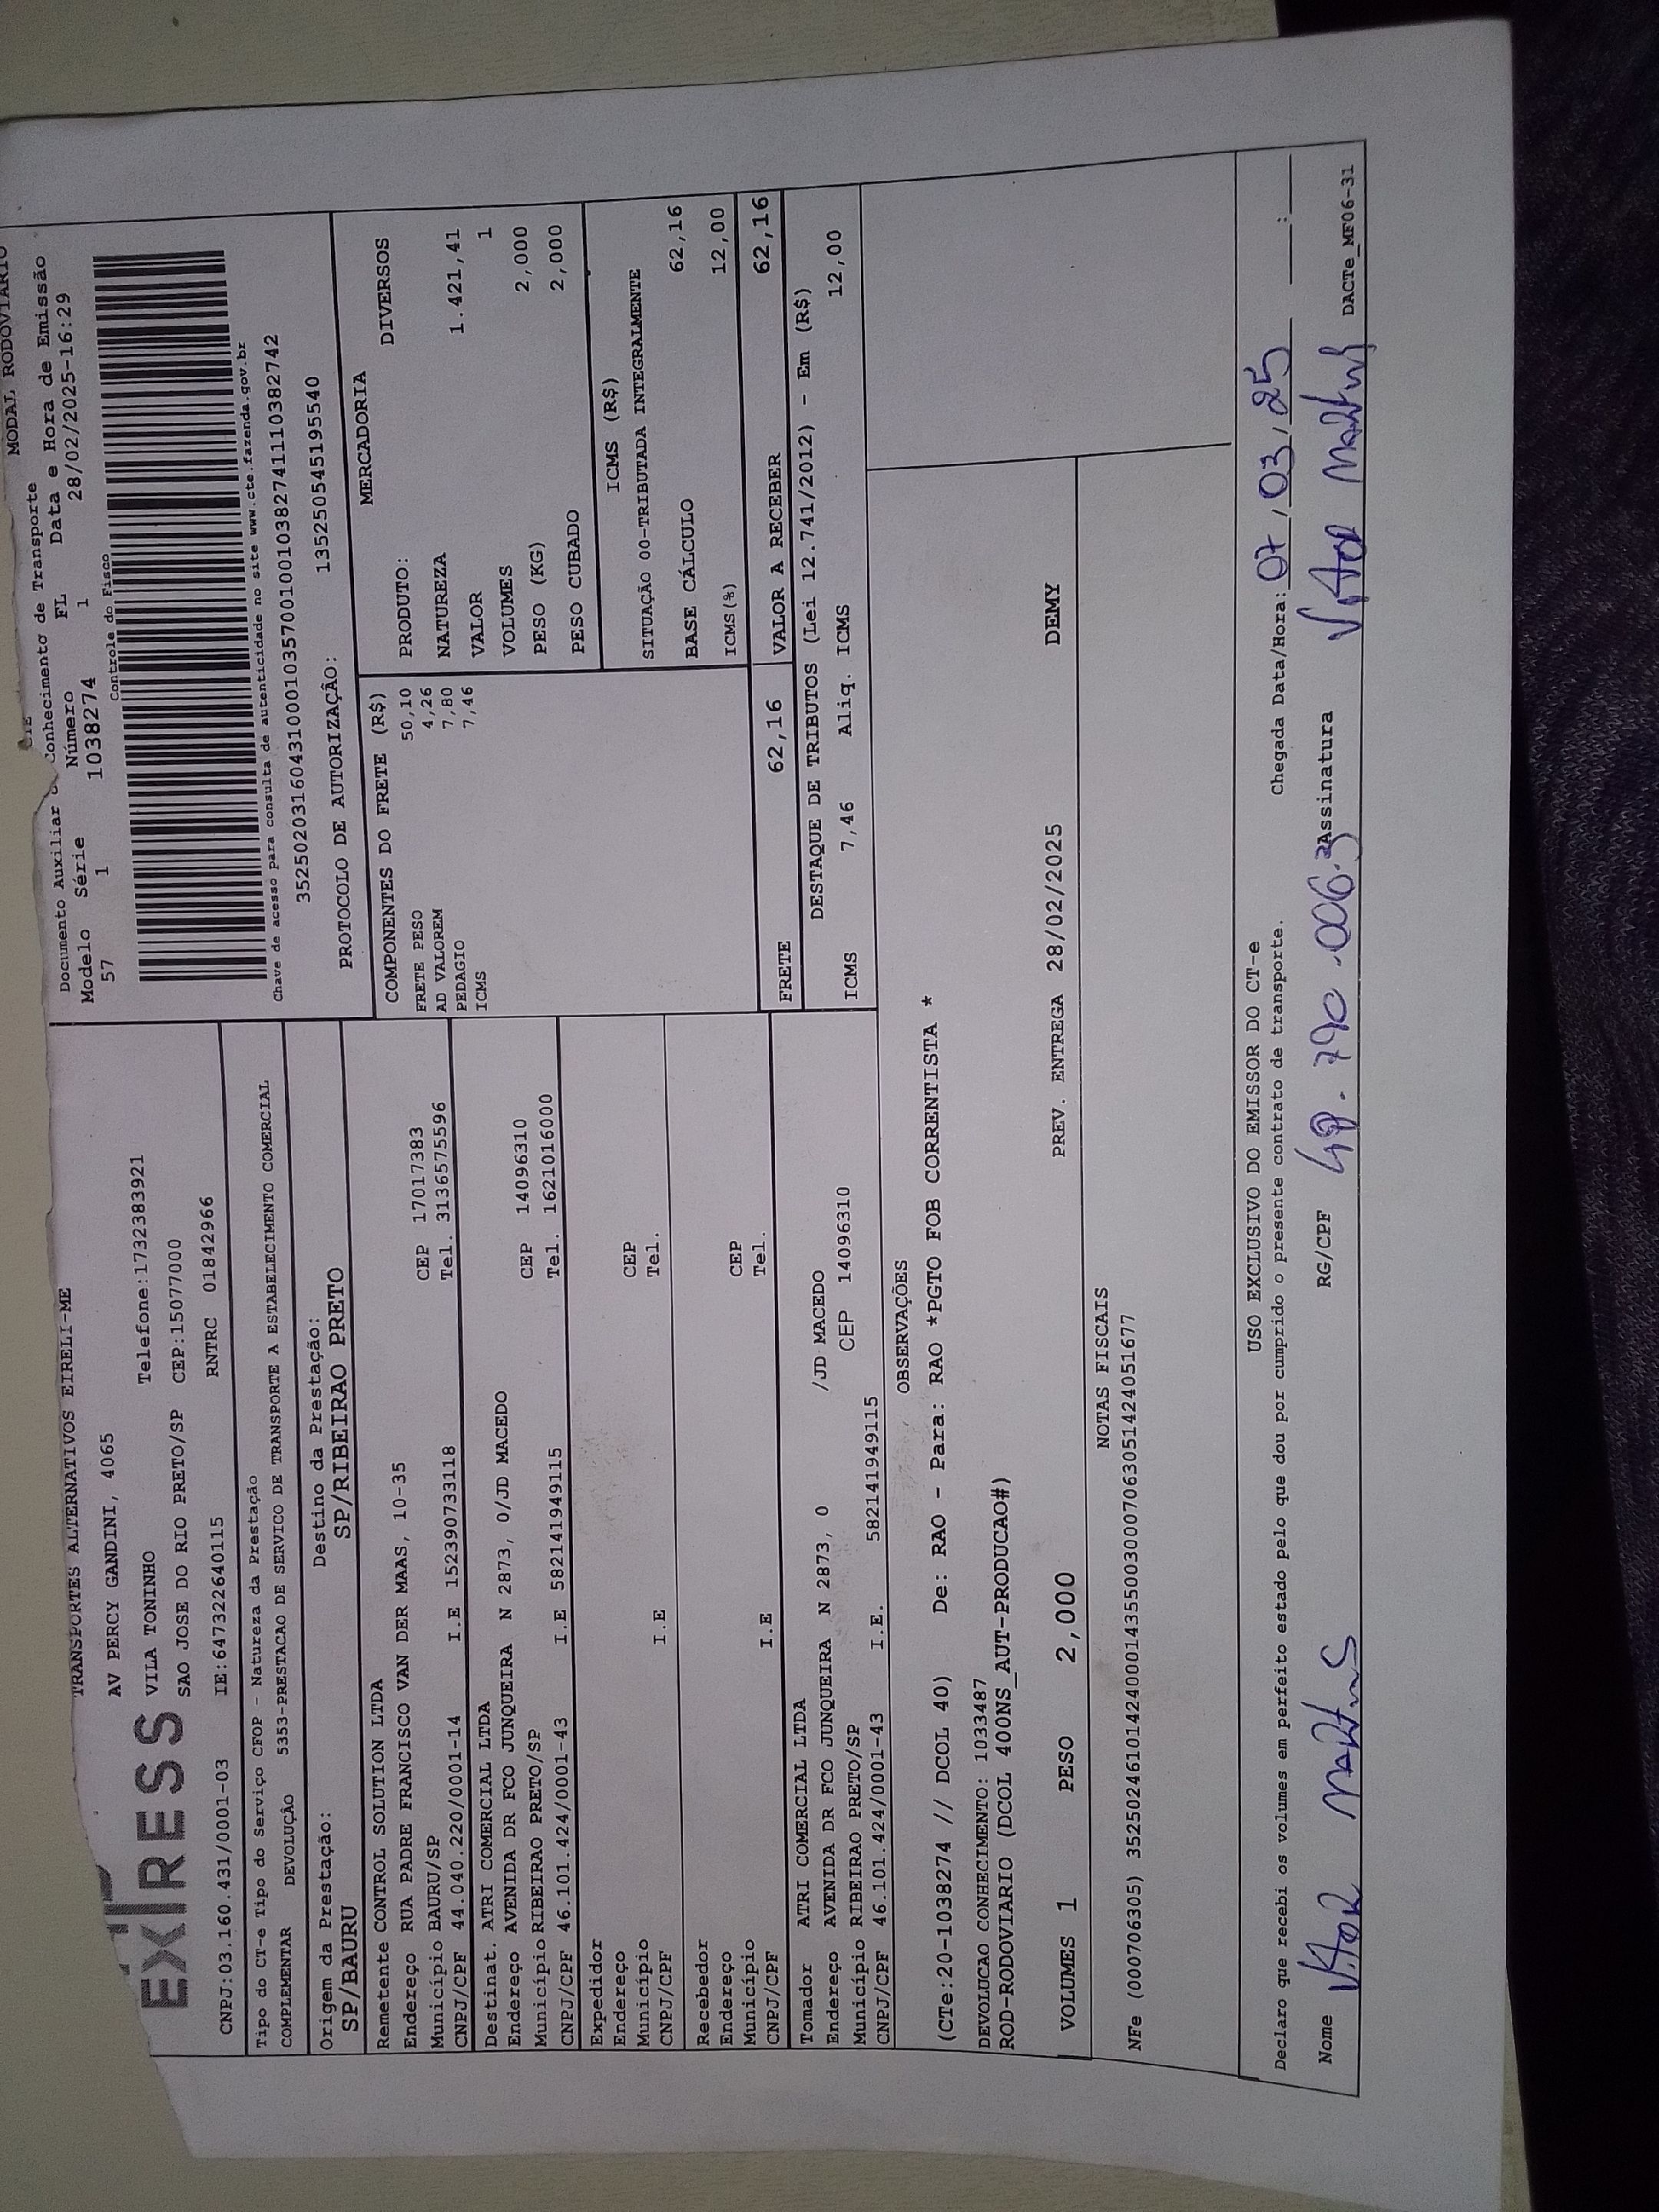 EXPRESS
TRANSPORTES ALTERNATIVOS EIRELI-ME
AV PERCY GANDINI, 4065
VILA TONINHO Telefone:1732383921
SAO JOSE DO RIO PRETO/SP CEP:15077000
CNPJ:03.160.431/0001-03 IE:647322640115 RNTRC 01842966
MODAL RODOVIÁRIO
Documento Auxiliar Conhecimento de Transporte
Modelo Série Número FL Data e Hora de Emissão
57 1 1038274 1 28/02/2025-16:29
Controle do Fisco
Chave de acesso para consulta de autenticidade no site www.cte.fazenda.gov.br
35250203160431000103570010010382741110382742
PROTOCOLO DE AUTORIZAÇÃO: 135250545195540
Tipo do CT-e Tipo do Serviço CFOP - Natureza da Prestação
COMPLEMENTAR DEVOLUÇÃO 5353-PRESTACAO DE SERVICO DE TRANSPORTE A ESTABELECIMENTO COMERCIAL
Origem da Prestação: Destino da Prestação:
SP/BAURU SP/RIBEIRAO PRETO
Remetente CONTROL SOLUTION LTDA
Endereço RUA PADRE FRANCISCO VAN DER MAAS, 10-35
Município BAURU/SP CEP 17017383
CNPJ/CPF 44.040.220/0001-14 I.E 152390733118 Tel. 3136575596
Destinat. ATRI COMERCIAL LTDA
Endereço AVENIDA DR FCO JUNQUEIRA N 2873, 0/JD MACEDO
Município RIBEIRAO PRETO/SP CEP 14096310
CNPJ/CPF 46.101.424/0001-43 I.E 582141949115 Tel. 1621016000
Expedidor
Endereço
Município CEP
CNPJ/CPF I.E Tel.
Recebedor
Endereço
Município CEP
CNPJ/CPF I.E Tel.
Tomador ATRI COMERCIAL LTDA
Endereço AVENIDA DR FCO JUNQUEIRA N 2873, 0 /JD MACEDO
Município RIBEIRAO PRETO/SP CEP 14096310
CNPJ/CPF 46.101.424/0001-43 I.E. 582141949115
COMPONENTES DO FRETE (R$)
FRETE PESO 50,10
AD VALOREM 4,26
PEDAGIO 7,80
ICMS 7,46
MERCADORIA
PRODUTO: DIVERSOS
NATUREZA
VALOR 1.421,41
VOLUMES 1
PESO (KG) 2,000
PESO CUBADO 2,000
ICMS (R$)
SITUAÇÃO 00-TRIBUTADA INTEGRALMENTE
BASE CÁLCULO 62,16
ICMS(%) 12,00
FRETE 62,16 VALOR A RECEBER 62,16
DESTAQUE DE TRIBUTOS (Lei 12.741/2012) - Em (R$)
ICMS 7,46 Aliq. ICMS 12,00
OBSERVAÇÕES
(CTe:20-1038274 // DCOL 40) De: RAO - Para: RAO *PGTO FOB CORRENTISTA *
DEVOLUCAO CONHECIMENTO: 1033487
ROD-RODOVIARIO (DCOL 400NS_AUT-PRODUCAO#)
VOLUMES 1 PESO 2,000 PREV. ENTREGA 28/02/2025 DEMY
NOTAS FISCAIS
NFe (000706305) 35250246101424000143550030007063051424051677
USO EXCLUSIVO DO EMISSOR DO CT-e
Declaro que recebi os volumes em perfeito estado pelo que dou por cumprido o presente contrato de transporte. Chegada Data/Hora: 07/03/25 :
Nome Vitor Martins RG/CPF Assinatura Vitor Martins
DACTe_MF06-31